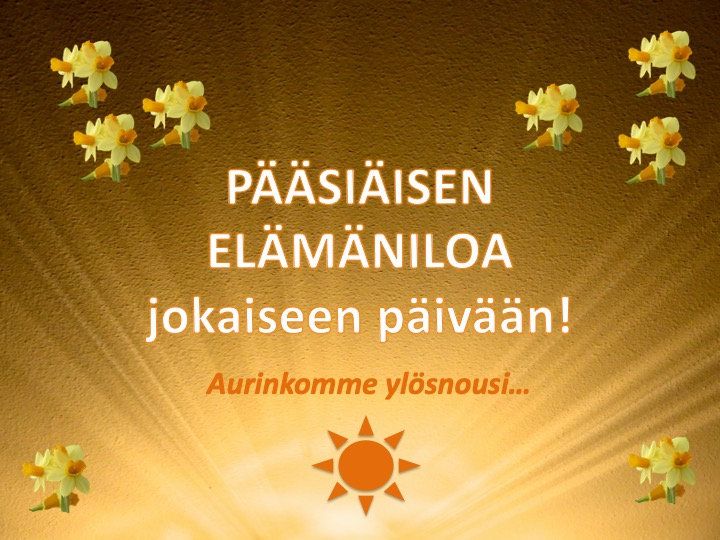 PÄÄSIÄISEN
ELÄMÄNILOA
jokaiseen päivään!
Aurinkomme ylösnousi…